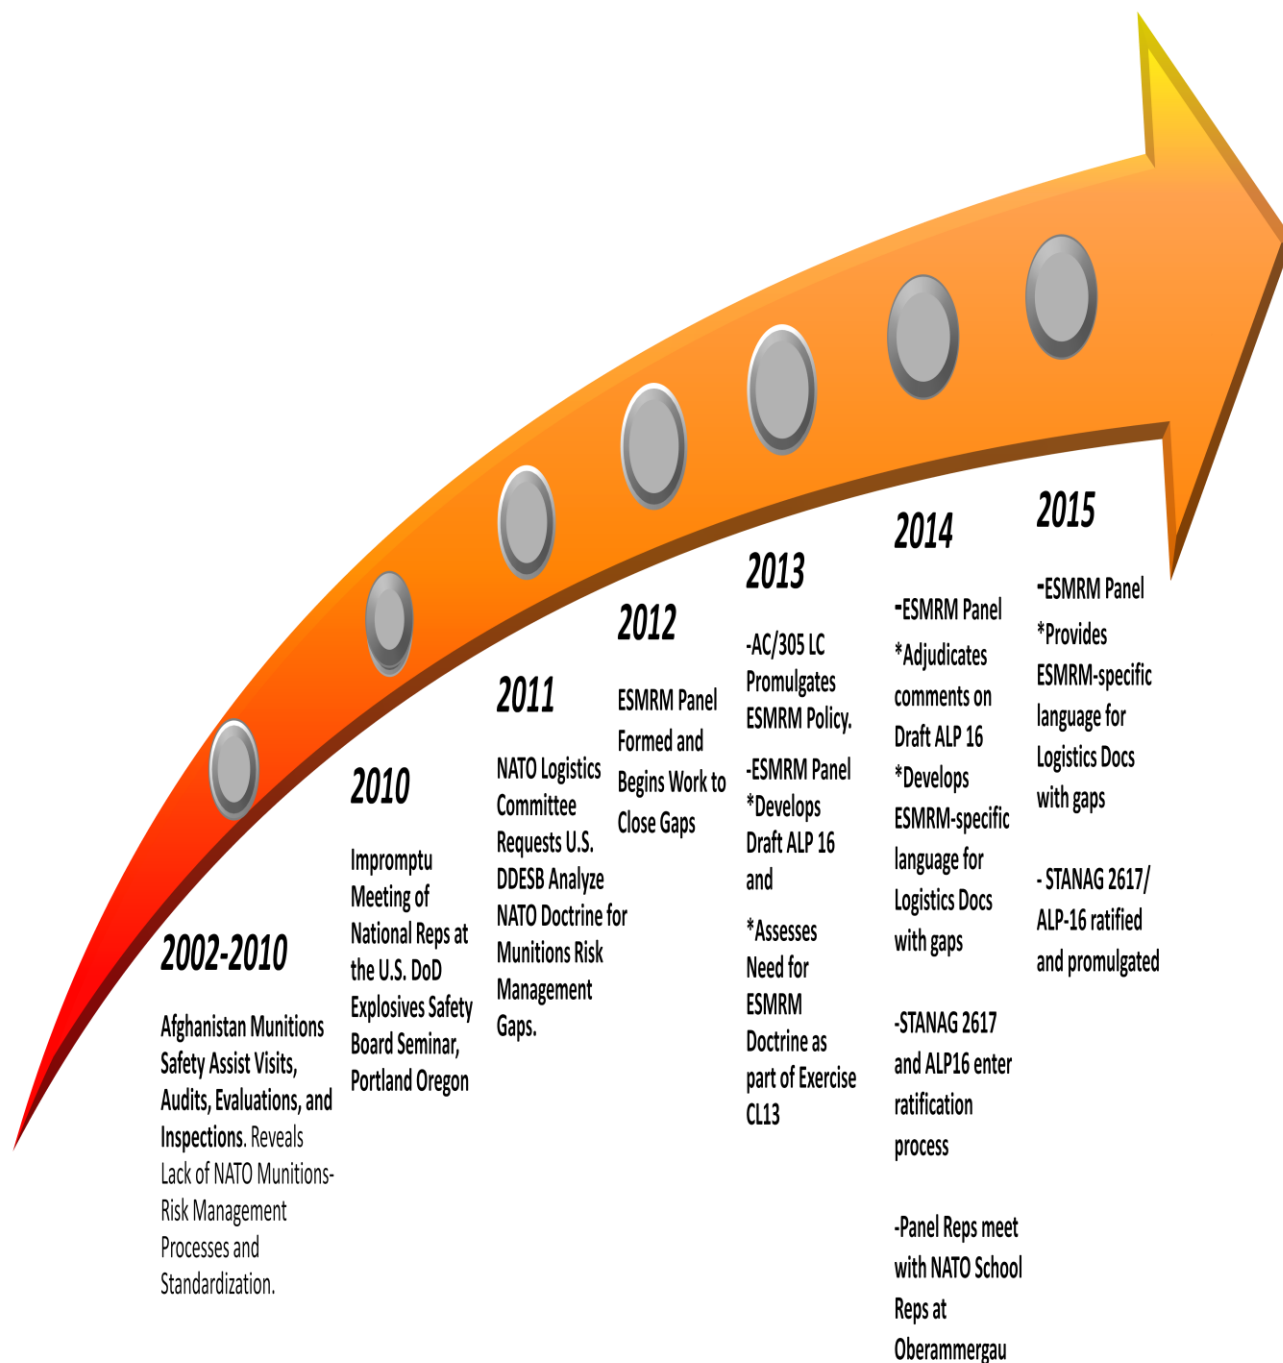 2002-2010
Afghanistan Munitions
Safety Assist Visits,
Audits, Evaluations, and
Inspections. Reveals
Lack of NATO Munitions-
Risk Management
Processes and
Standardization.
2010
Impromptu
Meeting of
National Reps at
the U.S. DoD
Explosives Safety
Board Seminar,
Portland Oregon
2011
NATO Logistics
Committee
Requests U.S.
DDESB Analyze
NATO Doctrine for
Munitions Risk
Management
Gaps.
2012
ESMRM Panel
Formed and
Begins Work to
Close Gaps
2013
-AC/305 LC
Promulgates
ESMRM Policy.
-ESMRM Panel
*Develops
Draft ALP 16
and
*Assesses
Need for
ESMRM
Doctrine as
part of Exercise
CL13
2014
-ESMRM Panel
*Adjudicates
comments on
Draft ALP 16
*Develops
ESMRM-specific
language for
Logistics Docs
with gaps
-STANAG 2617
and ALP16 enter
ratification
process
-Panel Reps meet
with NATO School
Reps at
Oberammergau
2015
-ESMRM Panel
*Provides
ESMRM-specific
language for
Logistics Docs
with gaps
- STANAG 2617/
ALP-16 ratified
and promulgated